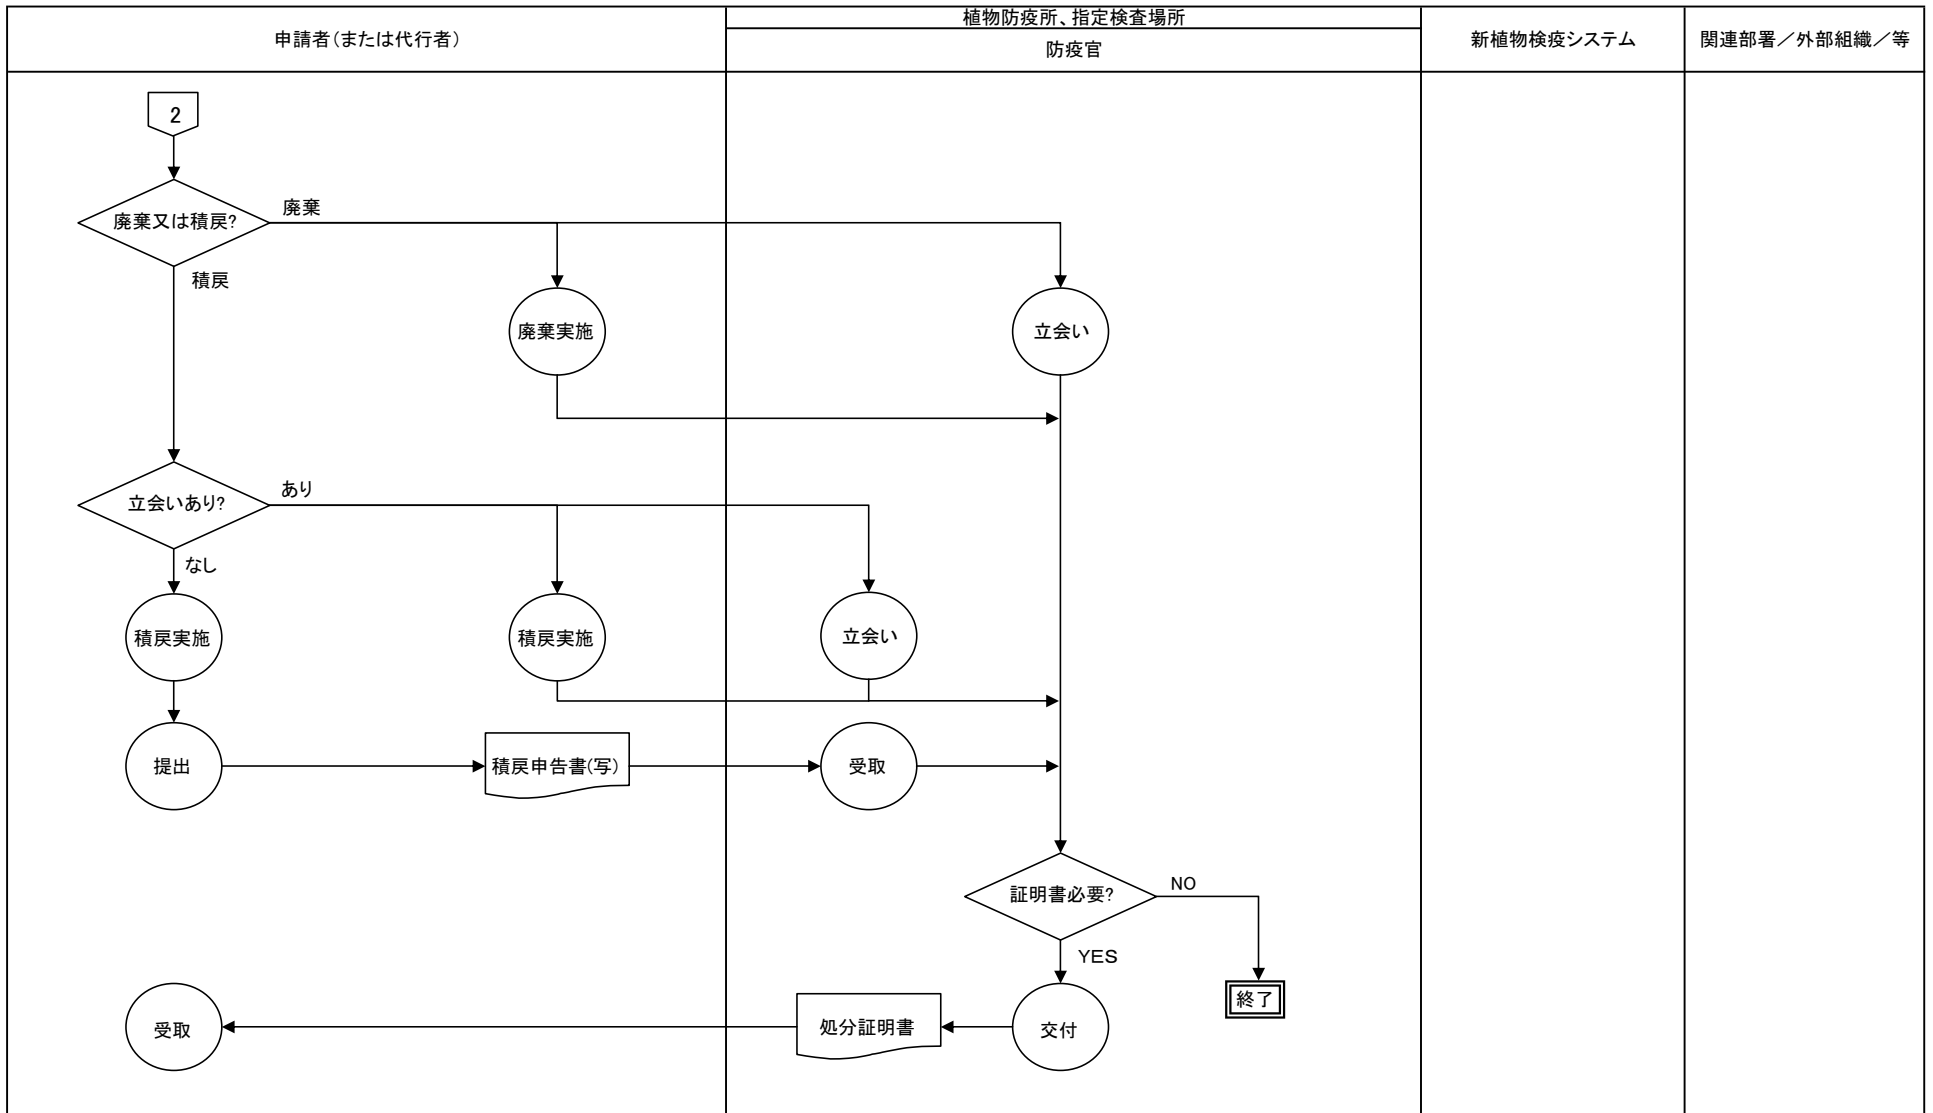 植物防疫所、指定検査場所
申請者（または代行者）
防疫官
新植物検疫システム
関連部署／外部組織／等
2
廃棄又は積戻?
廃棄
積戻
廃棄実施
立会い
立会いあり?
あり
なし
積戻実施
積戻実施
立会い
提出
積戻申告書(写)
受取
証明書必要?
NO
YES
終了
受取
処分証明書
交付